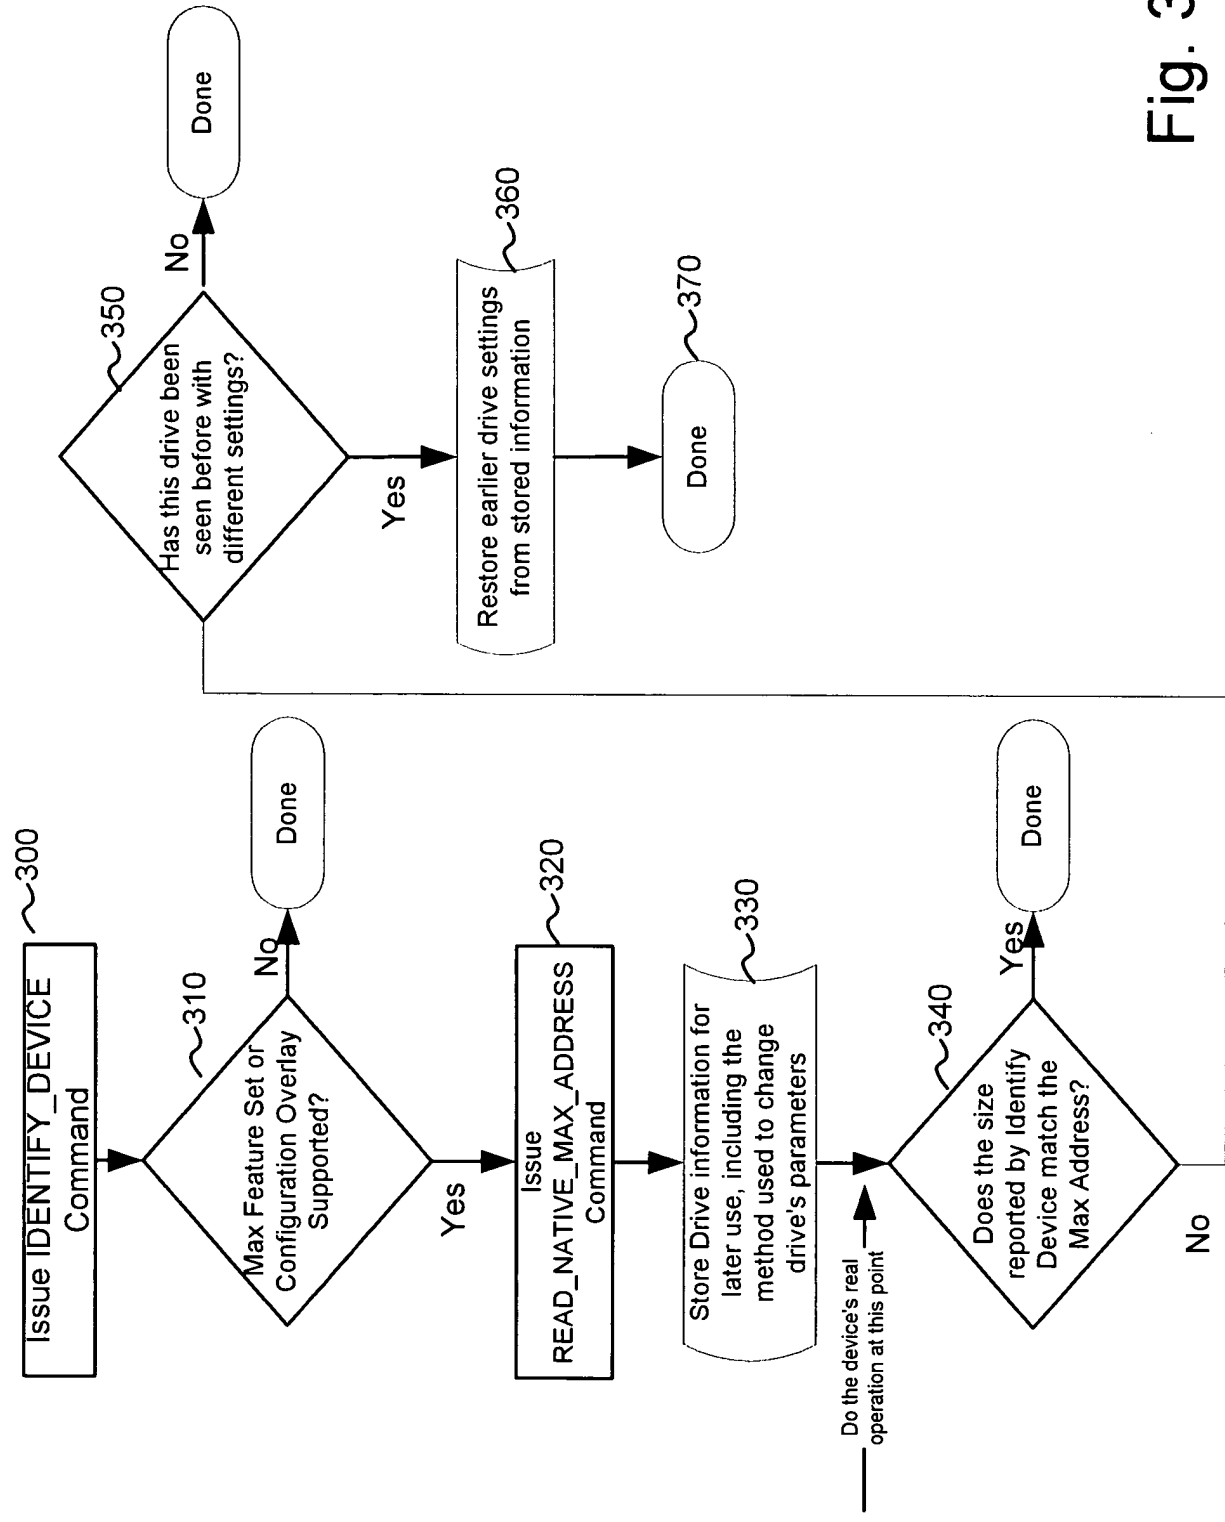 Issue IDENTIFY_DEVICE
Command
300
Max Feature Set or
Configuration Overlay
Supported?
310
No
Done
Yes
Issue
READ_NATIVE_MAX_ADDRESS
Command
320
Store Drive information for
later use, including the
method used to change
drive's parameters
330
Do the device's real
operation at this point
Does the size
reported by Identify
Device match the
Max Address?
340
Yes
Done
No
Has this drive been
seen before with
different settings?
350
No
Done
Yes
Restore earlier drive settings
from stored information
360
Done
370
Fig. 3